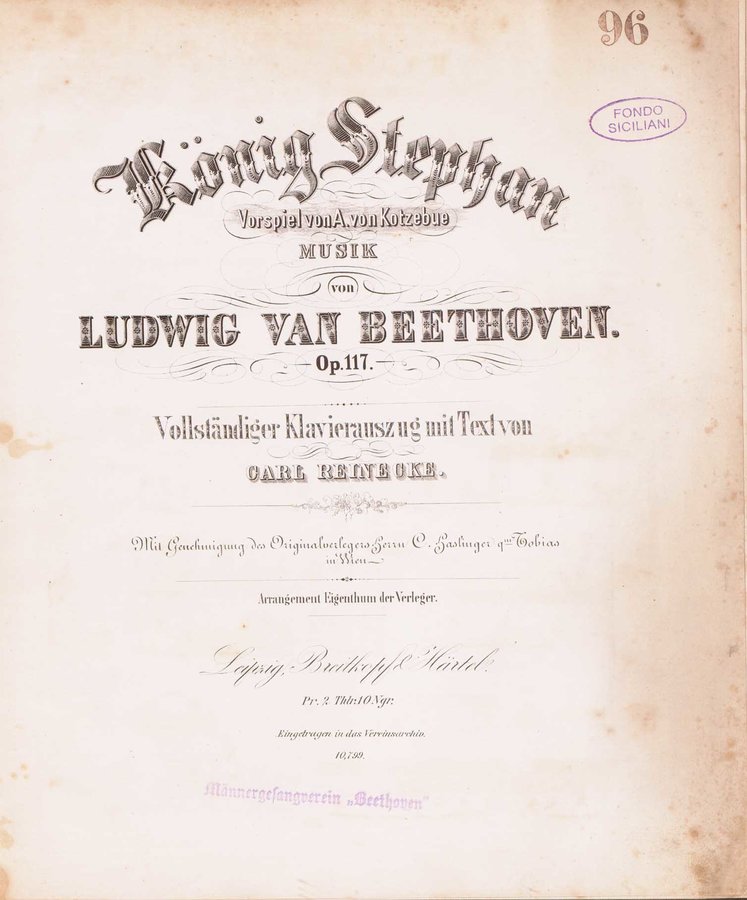 96
FONDO
SICILIANI
König Stephan
Vorspiel von A. von Kotzebue
MUSIK
von
LUDWIG VAN BEETHOVEN.
Op. 117.
Vollständiger Klavierauszug mit Text von
CARL REINECKE.
Mit Genehmigung des Originalverlegers Herrn C. Haslinger qm Tobias
in Wien
Arrangement Eigenthum der Verleger.
Leipzig, Breitkopf & Härtel.
Pr. 2 Thlr. 10 Ngr.
Eingetragen in das Vereinsarchiv.
10,799.
Männergesangverein „Beethoven"